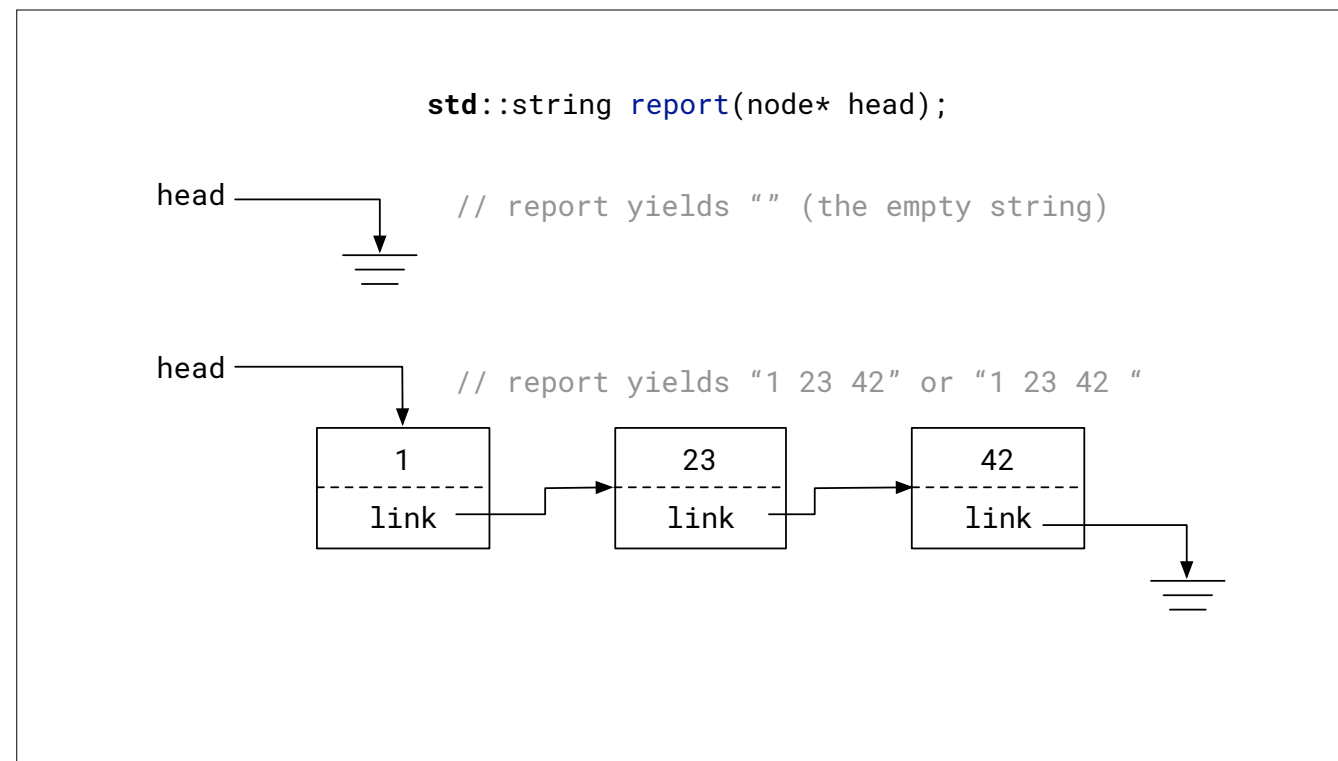 std::string report(node* head);
head
// report yields “” (the empty string)
head
// report yields “1 23 42” or “1 23 42 “
1
23
42
link
link
link